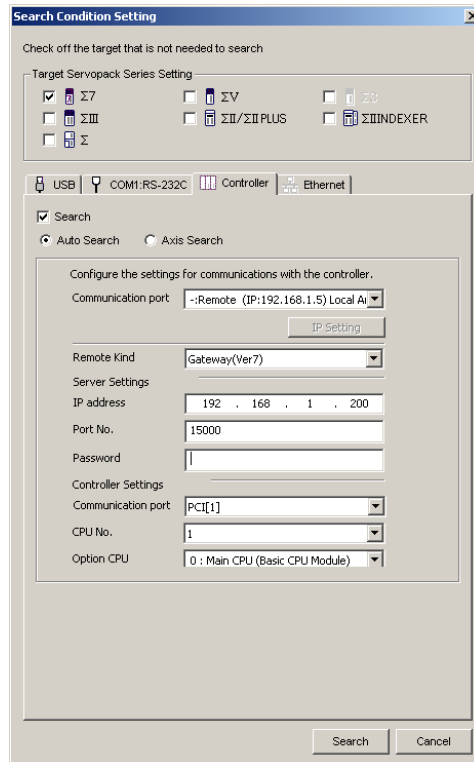 Search Condition Setting
Check off the target that is not needed to search
Target Servopack Series Setting
Σ7 ΣV Σ8
ΣIII ΣII/ΣIIPLUS ΣIIINDEXER
Σ
USB COM1:RS-232C Controller Ethernet
Search
Auto Search Axis Search
Configure the settings for communications with the controller.
Communication port -:Remote (IP:192.168.1.5) Local
IP Setting
Remote Kind Gateway(Ver7)
Server Settings
IP address 192 . 168 . 1 . 200
Port No. 15000
Password
Controller Settings
Communication port PCI[1]
CPU No. 1
Option CPU 0 : Main CPU (Basic CPU Module)
Search Cancel